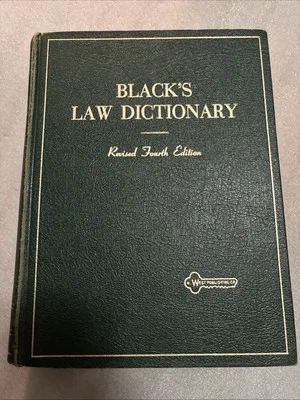 BLACK'S
LAW DICTIONARY
Revised Fourth Edition
WEST PUBLISHING CO.